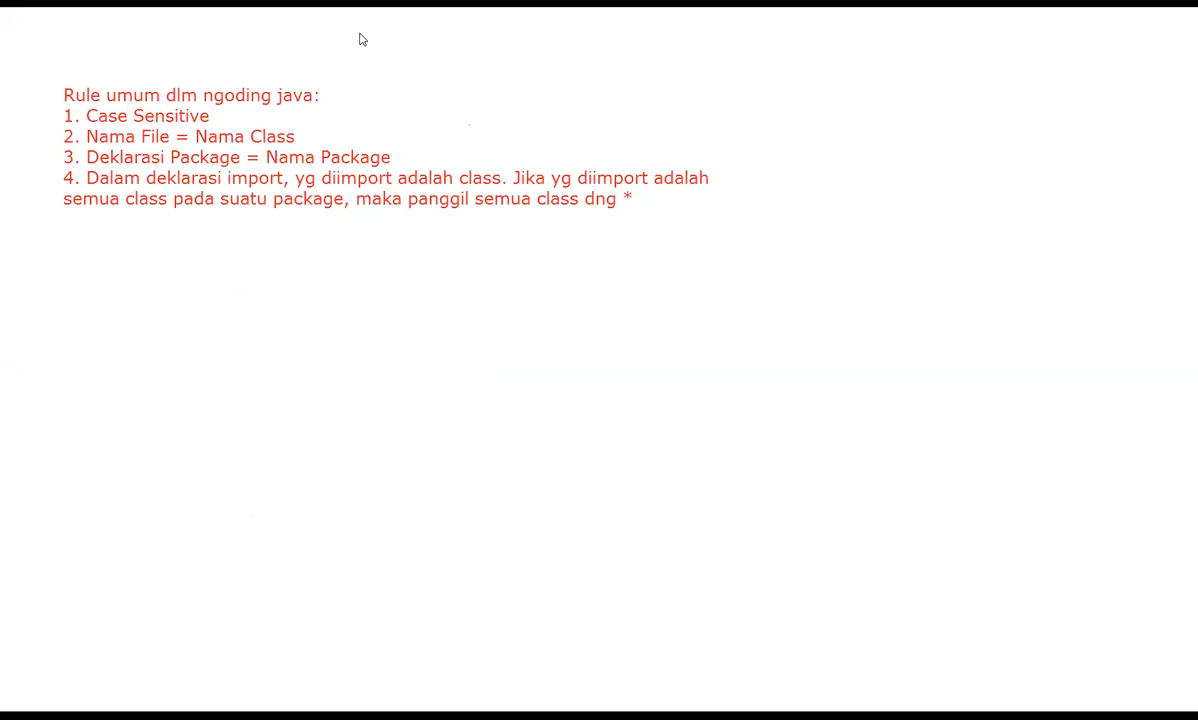 Rule umum dlm ngoding java:
1. Case Sensitive
2. Nama File = Nama Class
3. Deklarasi Package = Nama Package
4. Dalam deklarasi import, yg diimport adalah class. Jika yg diimport adalah
semua class pada suatu package, maka panggil semua class dng *